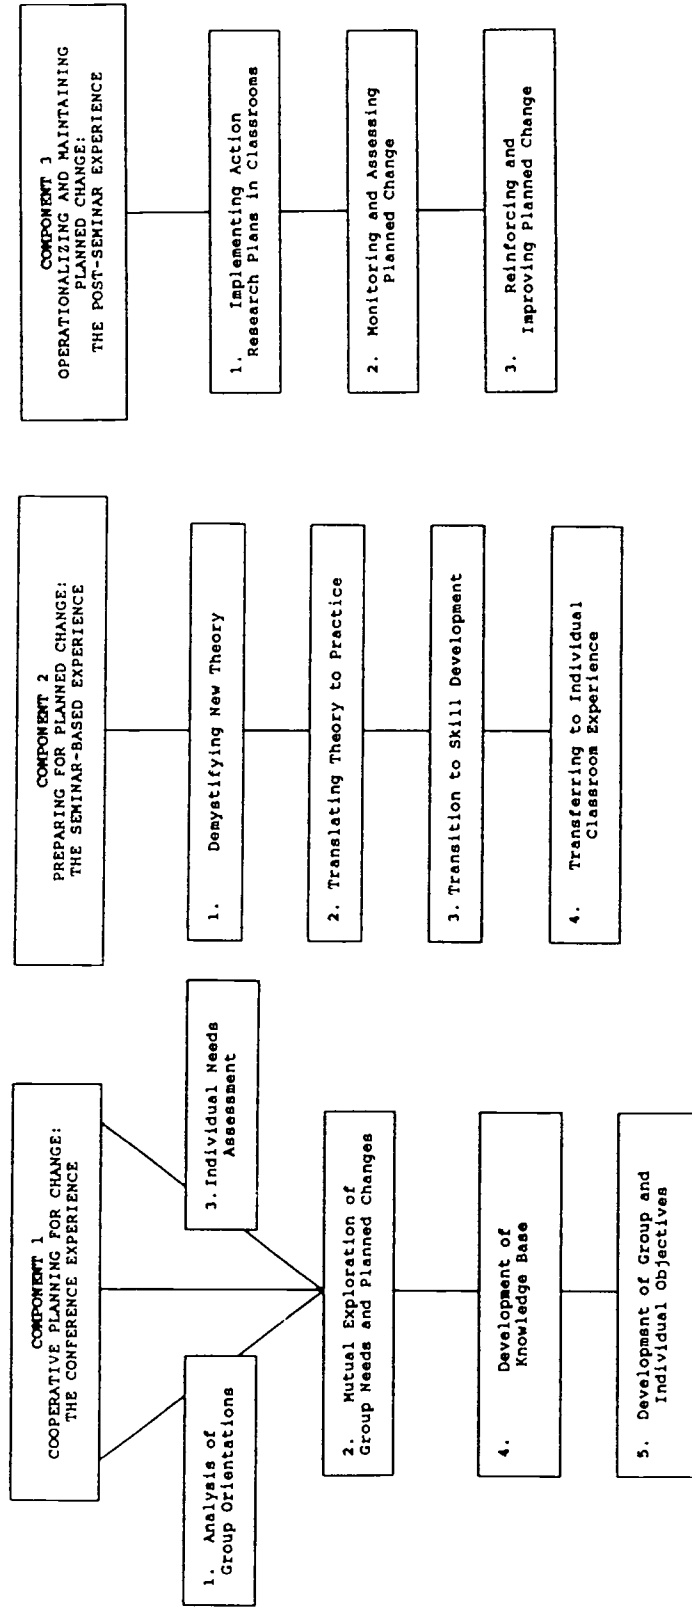 COMPONENT 1
COOPERATIVE PLANNING FOR CHANGE:
THE CONFERENCE EXPERIENCE
1. Analysis of
Group Orientations
3. Individual Needs
Assessment
2. Mutual Exploration of
Group Needs and Planned Changes
4. Development of
Knowledge Base
5. Development of Group and
Individual Objectives
COMPONENT 2
PREPARING FOR PLANNED CHANGE:
THE SEMINAR-BASED EXPERIENCE
1. Demystifying New Theory
2. Translating Theory to Practice
3. Transition to Skill Development
4. Transferring to Individual
Classroom Experience
COMPONENT 3
OPERATIONALIZING AND MAINTAINING
PLANNED CHANGE:
THE POST-SEMINAR EXPERIENCE
1. Implementing Action
Research Plans in Classrooms
2. Monitoring and Assessing
Planned Change
3. Reinforcing and
Improving Planned Change